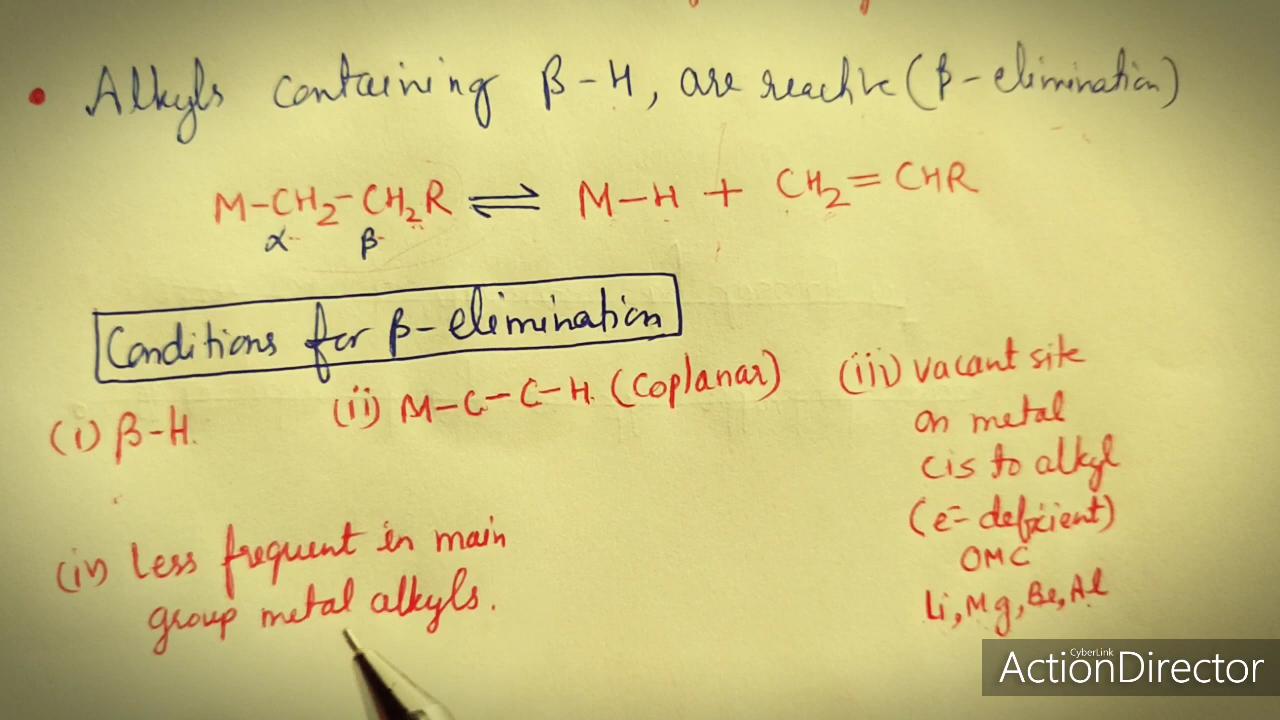 • Alkyls containing β-H, are reactive (β-elimination)
M-CH₂-CH₂R ⇌ M-H + CH₂=CHR
α β
Conditions for β-elimination
(i) β-H.
(ii) M-C-C-H. (Coplanar)
(iii) vacant site
on metal
cis to alkyl
(e⁻ deficient)
OMC
Li, Mg, Be, Al
(iv) less frequent in main
group metal alkyls.
CyberLink
ActionDirector